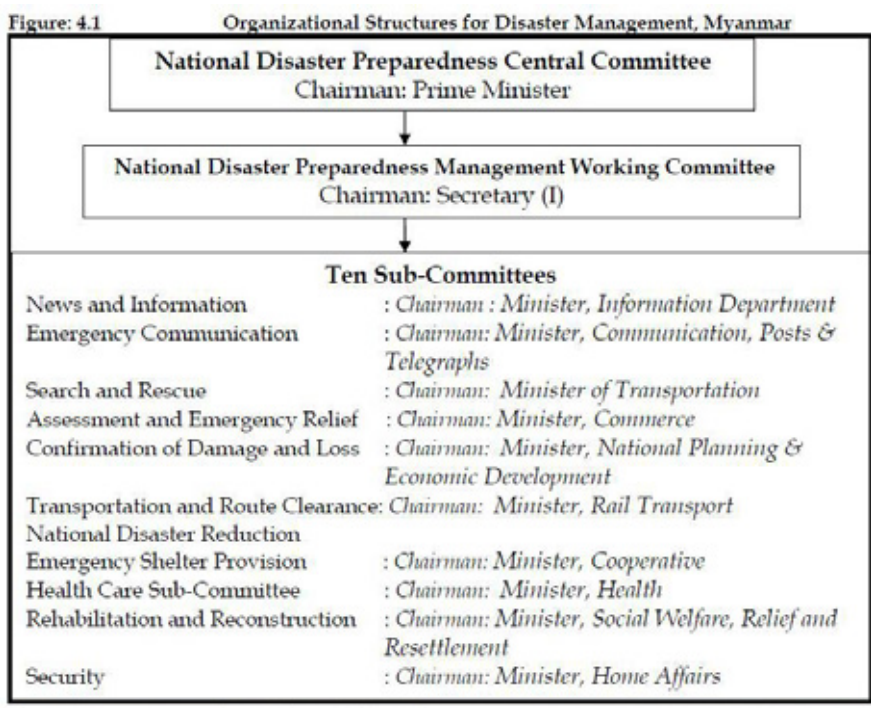 Figure: 4.1 Organizational Structures for Disaster Management, Myanmar
National Disaster Preparedness Central Committee
Chairman: Prime Minister
National Disaster Preparedness Management Working Committee
Chairman: Secretary (I)
Ten Sub-Committees
News and Information : Chairman : Minister, Information Department
Emergency Communication : Chairman: Minister, Communication, Posts &
Telegraphs
Search and Rescue : Chairman: Minister of Transportation
Assessment and Emergency Relief : Chairman: Minister, Commerce
Confirmation of Damage and Loss : Chairman: Minister, National Planning &
Economic Development
Transportation and Route Clearance: Chairman: Minister, Rail Transport
National Disaster Reduction
Emergency Shelter Provision : Chairman: Minister, Cooperative
Health Care Sub-Committee : Chairman: Minister, Health
Rehabilitation and Reconstruction : Chairman: Minister, Social Welfare, Relief and
Resettlement
Security : Chairman: Minister, Home Affairs